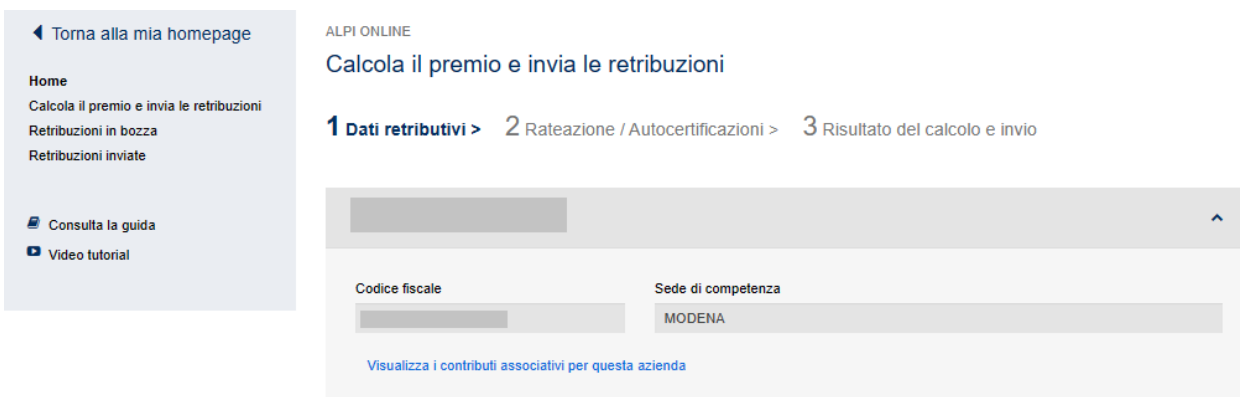 Torna alla mia homepage
Home
Calcola il premio e invia le retribuzioni
Retribuzioni in bozza
Retribuzioni inviate
Consulta la guida
Video tutorial
ALPI ONLINE
Calcola il premio e invia le retribuzioni
1 Dati retributivi > 2 Rateazione / Autocertificazioni > 3 Risultato del calcolo e invio
Codice fiscale
Sede di competenza
MODENA
Visualizza i contributi associativi per questa azienda